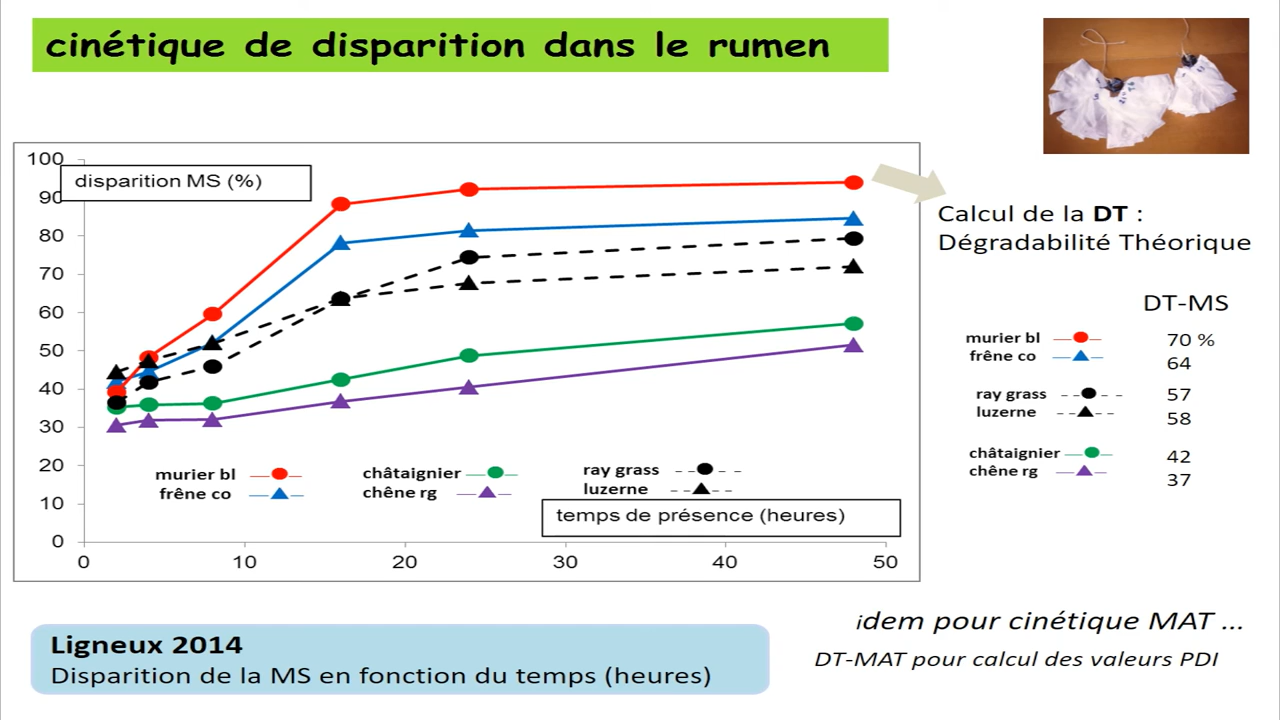 cinétique de disparition dans le rumen
100
disparition MS (%)
90
80
70
60
50
40
30
20
10
0
0 10 20 30 40 50
murier bl
frêne co
châtaignier
chêne rg
ray grass
luzerne
temps de présence (heures)
Calcul de la DT :
Dégradabilité Théorique
DT-MS
murier bl 70 %
frêne co 64
ray grass 57
luzerne 58
châtaignier 42
chêne rg 37
Ligneux 2014
Disparition de la MS en fonction du temps (heures)
idem pour cinétique MAT ...
DT-MAT pour calcul des valeurs PDI